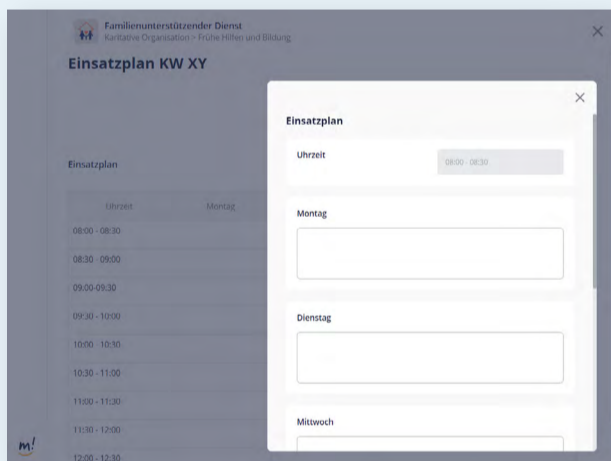 Familienunterstützender Dienst
Karitative Organisation > Frühe Hilfen und Bildung
Einsatzplan KW XY
Einsatzplan
Uhrzeit Montag
08:00 - 08:30
08:30 - 09:00
09:00-09:30
09:30 - 10:00
10:00 - 10:30
10:30 - 11:00
11:00 - 11:30
11:30 - 12:00
12:00 - 12:30
m!
Einsatzplan
Uhrzeit 08:00 - 08:30
Montag
Dienstag
Mittwoch